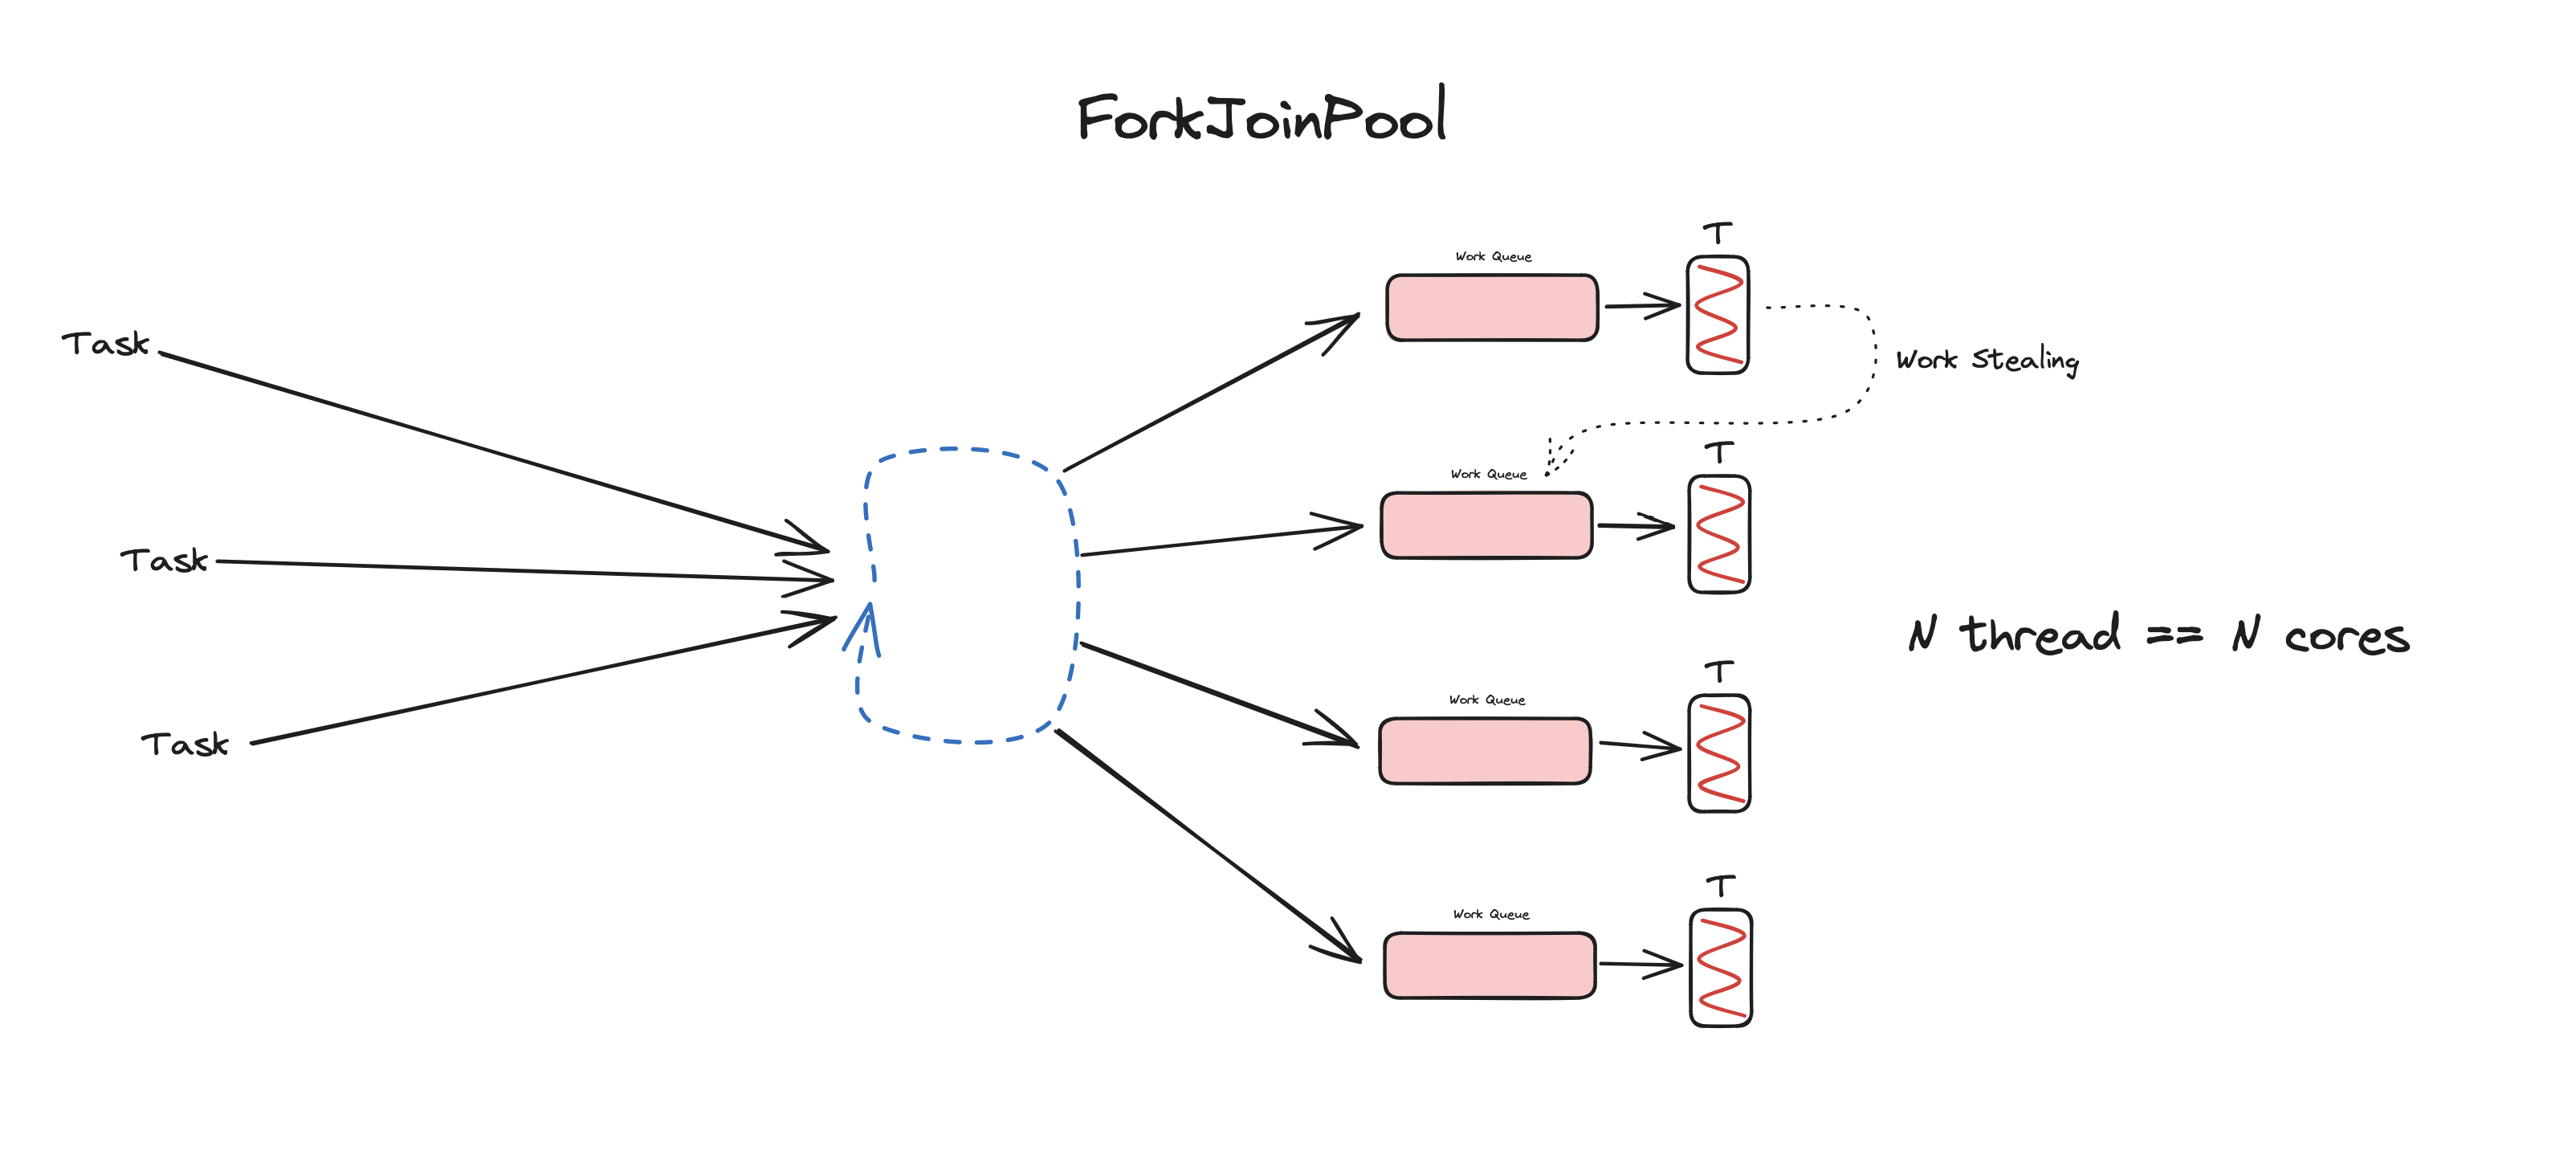 ForkJoinPool
T
Work Queue
Task
Work Stealing
T
Work Queue
Task
N thread == N cores
T
Work Queue
Task
T
Work Queue